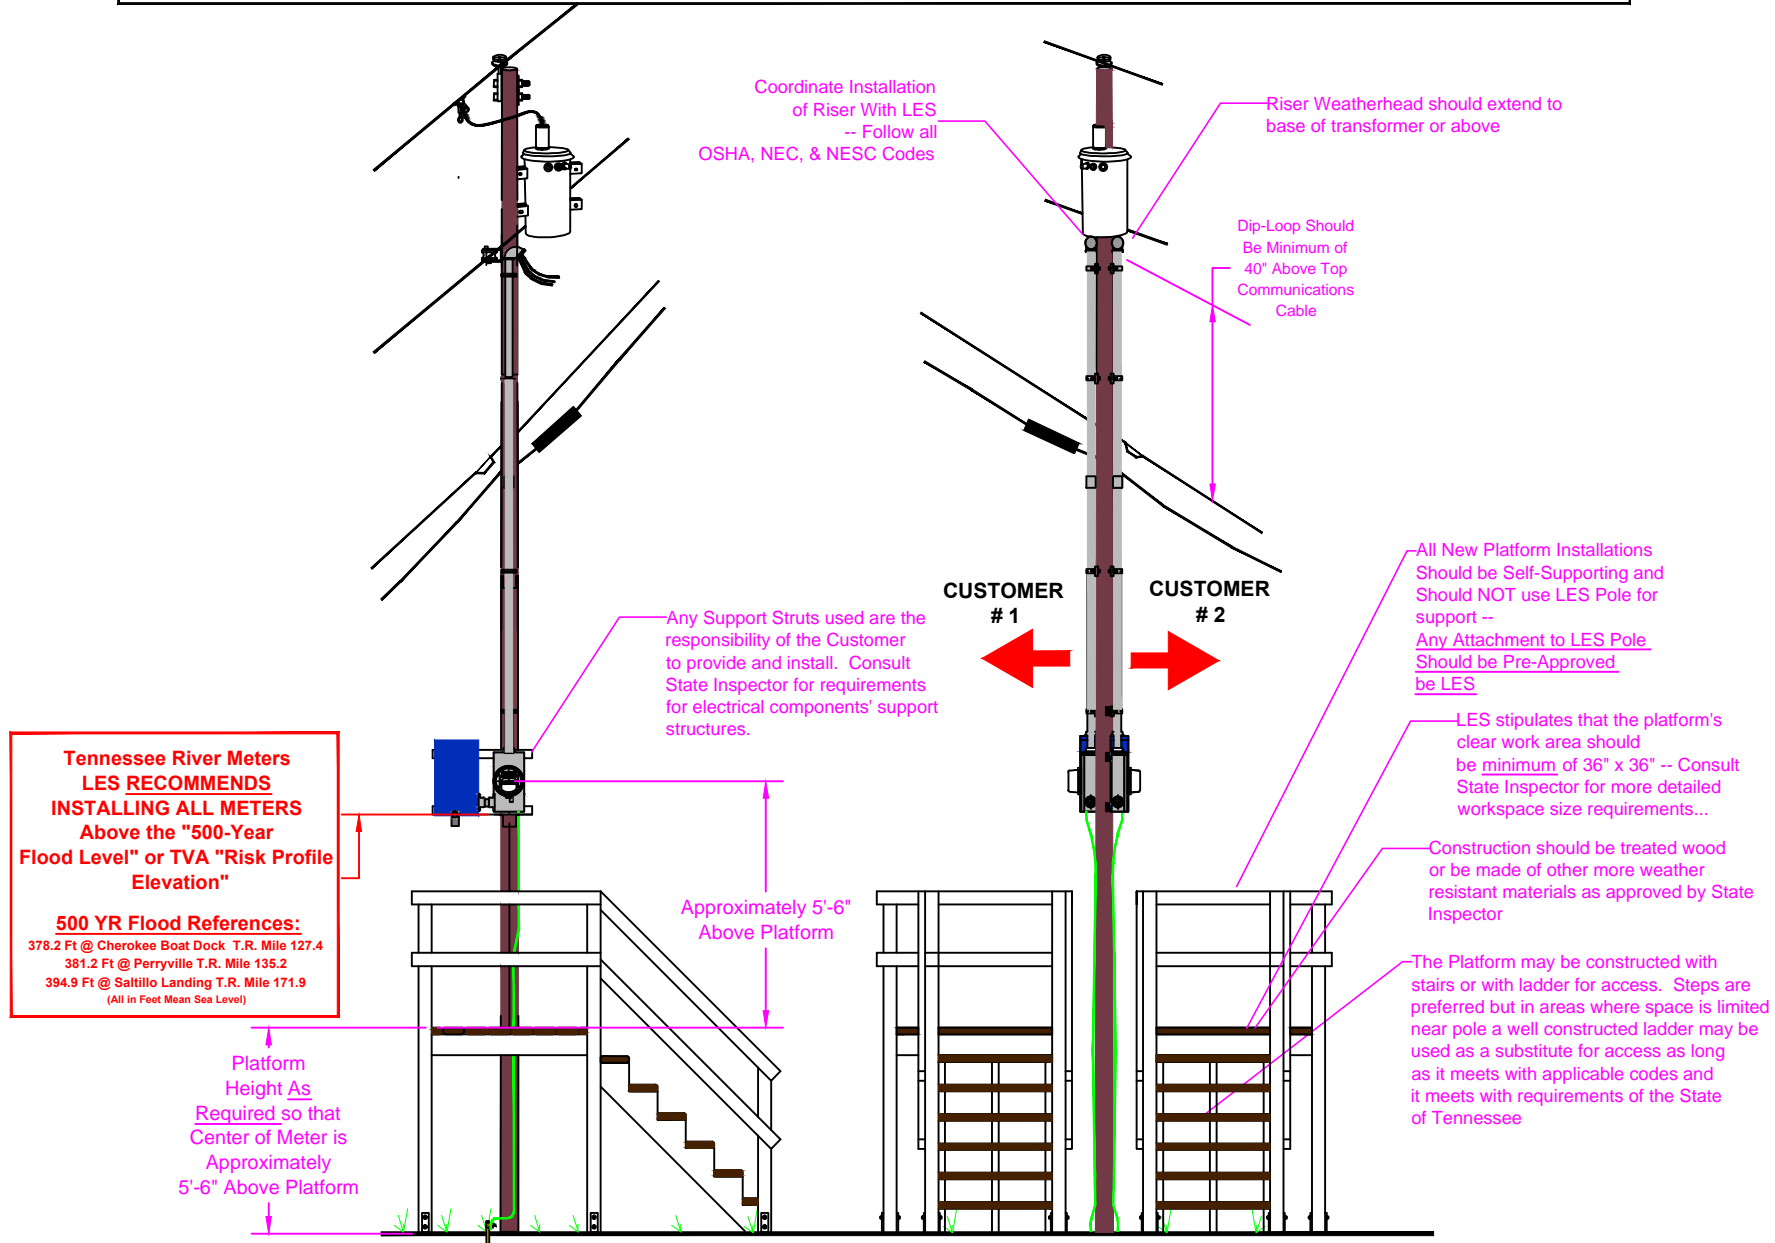 Coordinate Installation
of Riser With LES
-- Follow all
OSHA, NEC, & NESC Codes
Riser Weatherhead should extend to
base of transformer or above
Dip-Loop Should
Be Minimum of
40" Above Top
Communications
Cable
CUSTOMER
# 1
CUSTOMER
# 2
All New Platform Installations
Should be Self-Supporting and
Should NOT use LES Pole for
support --
Any Attachment to LES Pole
Should be Pre-Approved
be LES
Any Support Struts used are the
responsibility of the Customer
to provide and install. Consult
State Inspector for requirements
for electrical components' support
structures.
LES stipulates that the platform's
clear work area should
be minimum of 36" x 36" -- Consult
State Inspector for more detailed
workspace size requirements...
Tennessee River Meters
LES RECOMMENDS
INSTALLING ALL METERS
Above the "500-Year
Flood Level" or TVA "Risk Profile
Elevation"
500 YR Flood References:
378.2 Ft @ Cherokee Boat Dock T.R. Mile 127.4
381.2 Ft @ Perryville T.R. Mile 135.2
394.9 Ft @ Saltillo Landing T.R. Mile 171.9
(All in Feet Mean Sea Level)
Approximately 5'-6"
Above Platform
Construction should be treated wood
or be made of other more weather
resistant materials as approved by State
Inspector
The Platform may be constructed with
stairs or with ladder for access. Steps are
preferred but in areas where space is limited
near pole a well constructed ladder may be
used as a substitute for access as long
as it meets with applicable codes and
it meets with requirements of the State
of Tennessee
Platform
Height As
Required so that
Center of Meter is
Approximately
5'-6" Above Platform